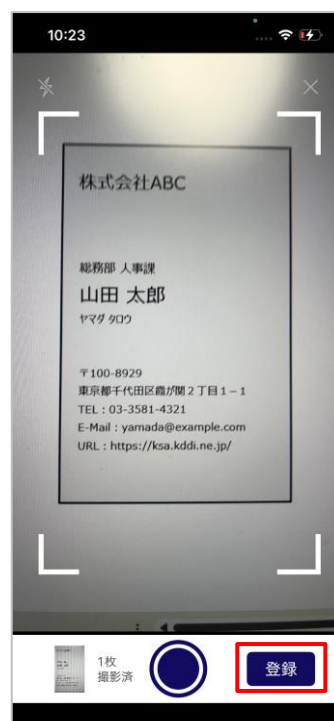 10:23
株式会社ABC
総務部 人事課
山田 太郎
ヤマダ タロウ
〒100-8929
東京都千代田区霞が関2丁目1-1
TEL:03-3581-4321
E-Mail:yamada@example.com
URL:https://ksa.kddi.ne.jp/
1枚
撮影済
登録